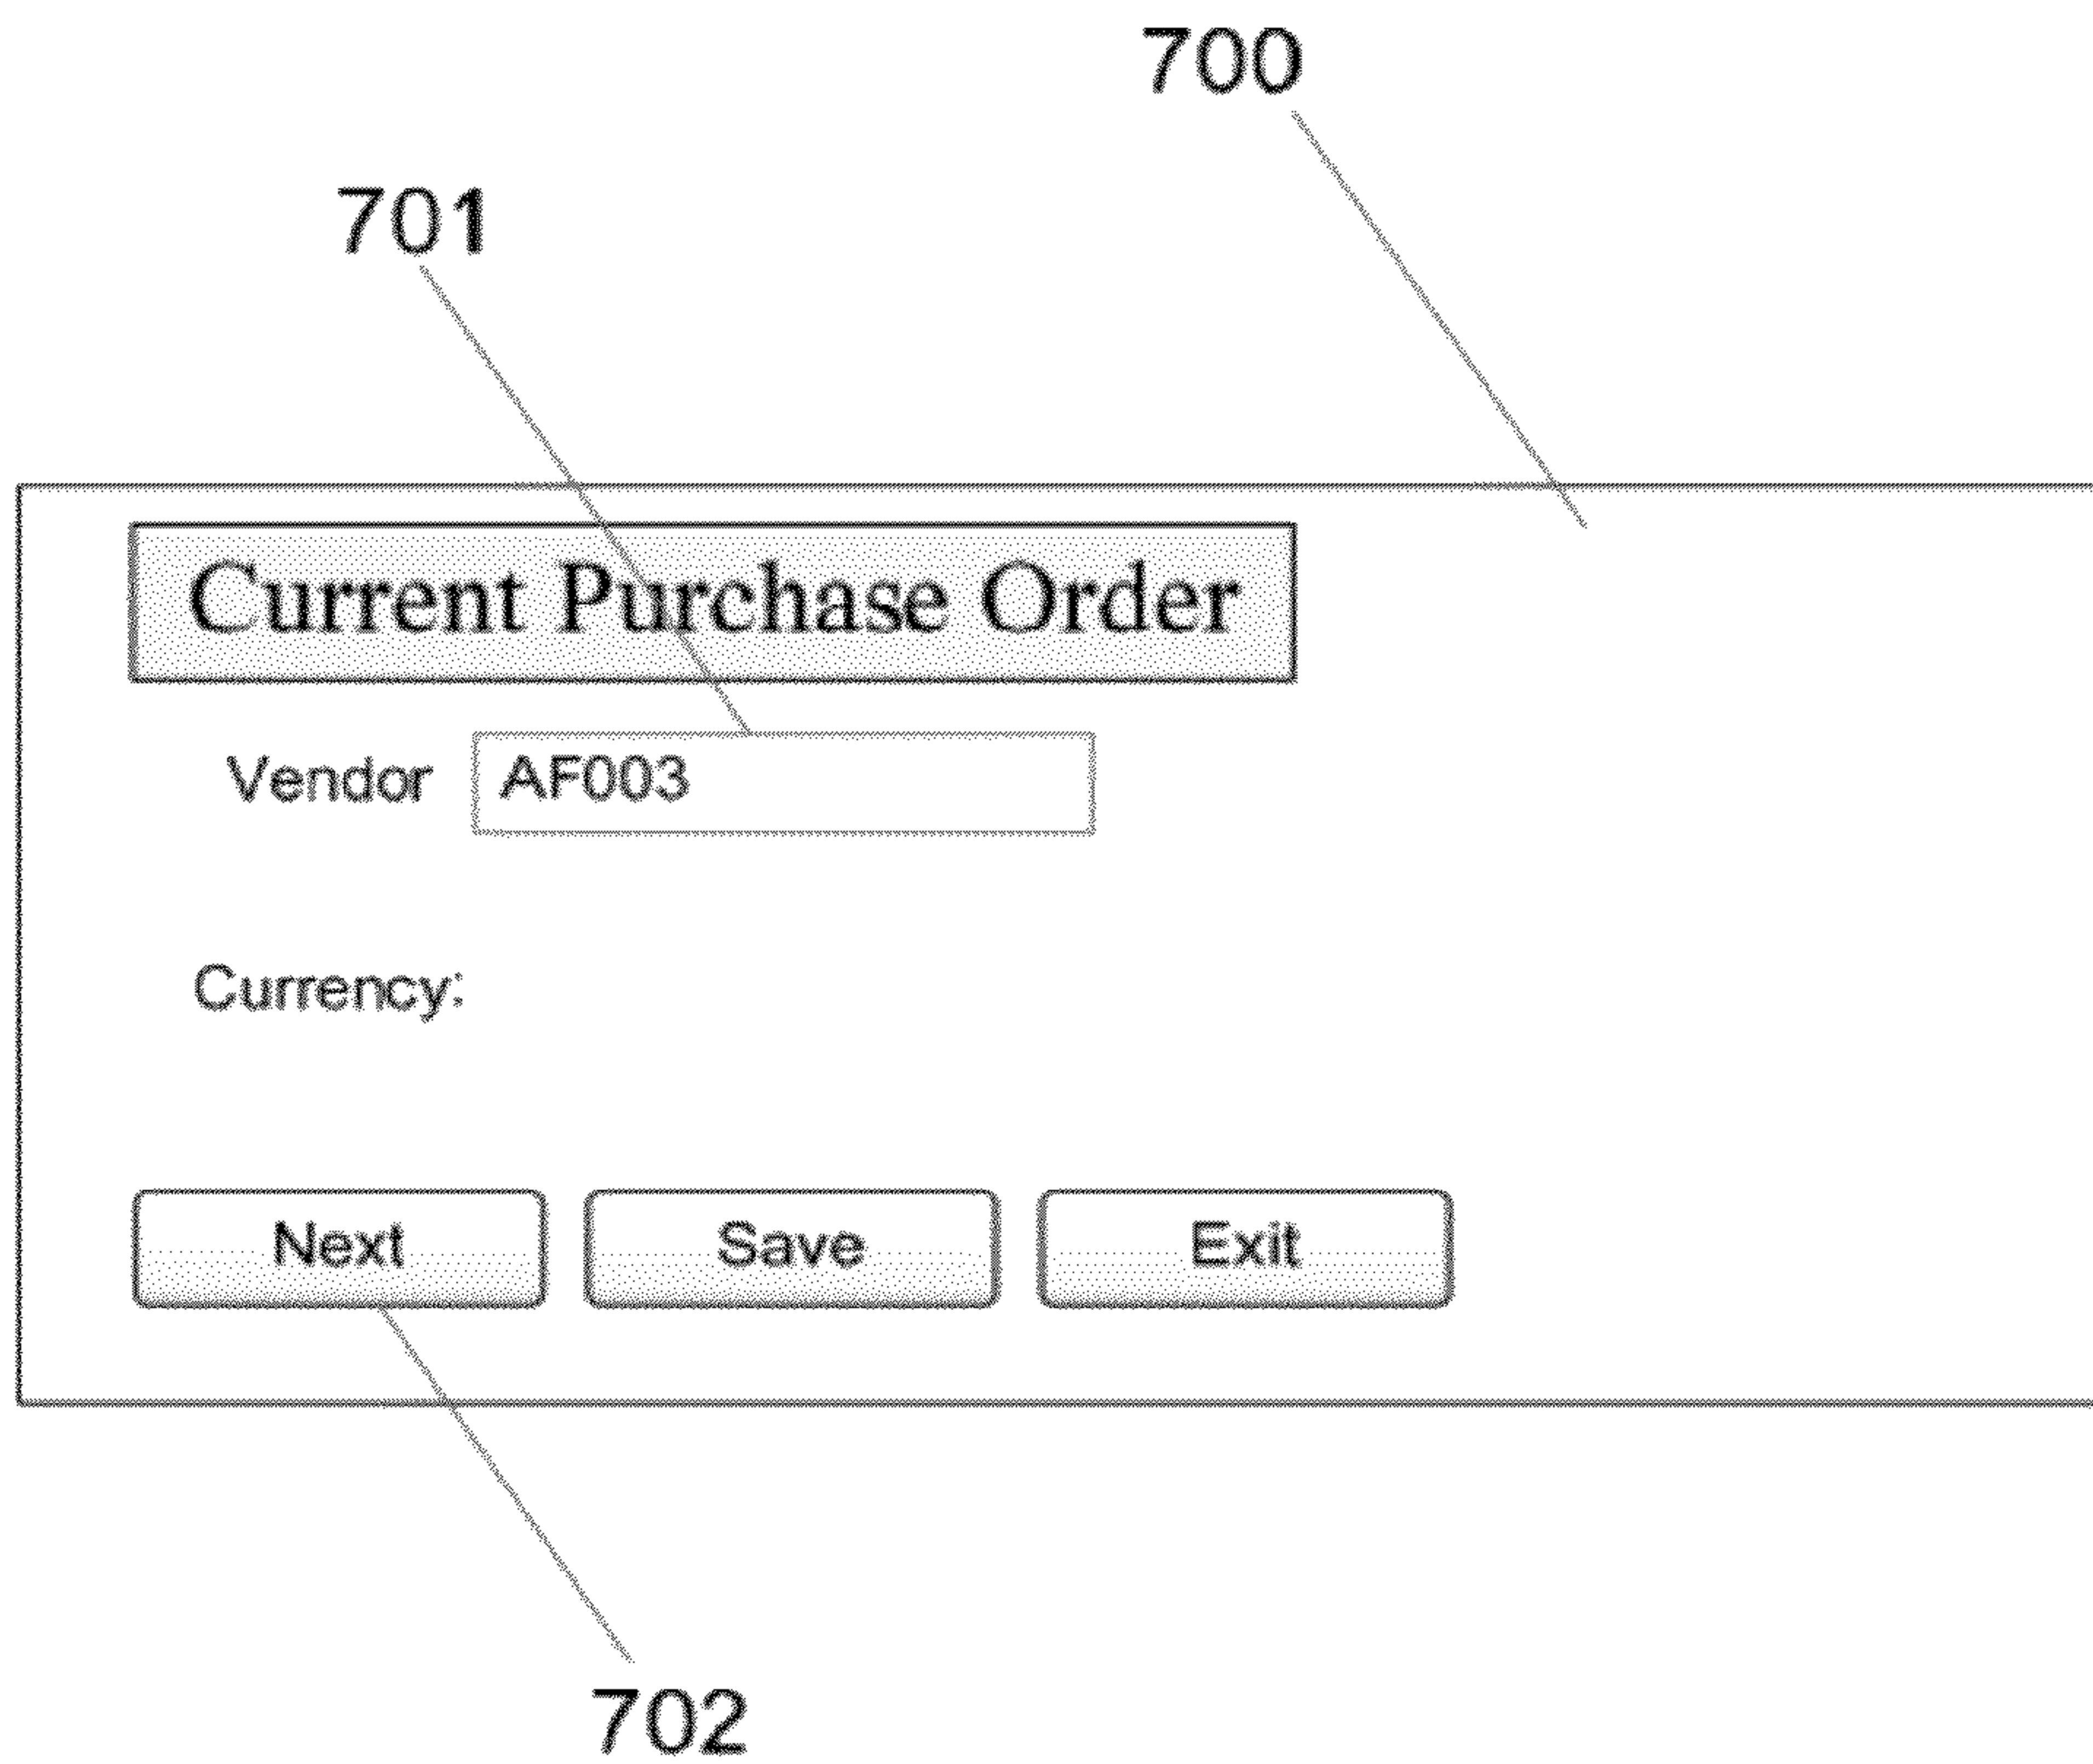 700
701
Current Purchase Order
Vendor AF003
Currency:
Next Save Exit
702